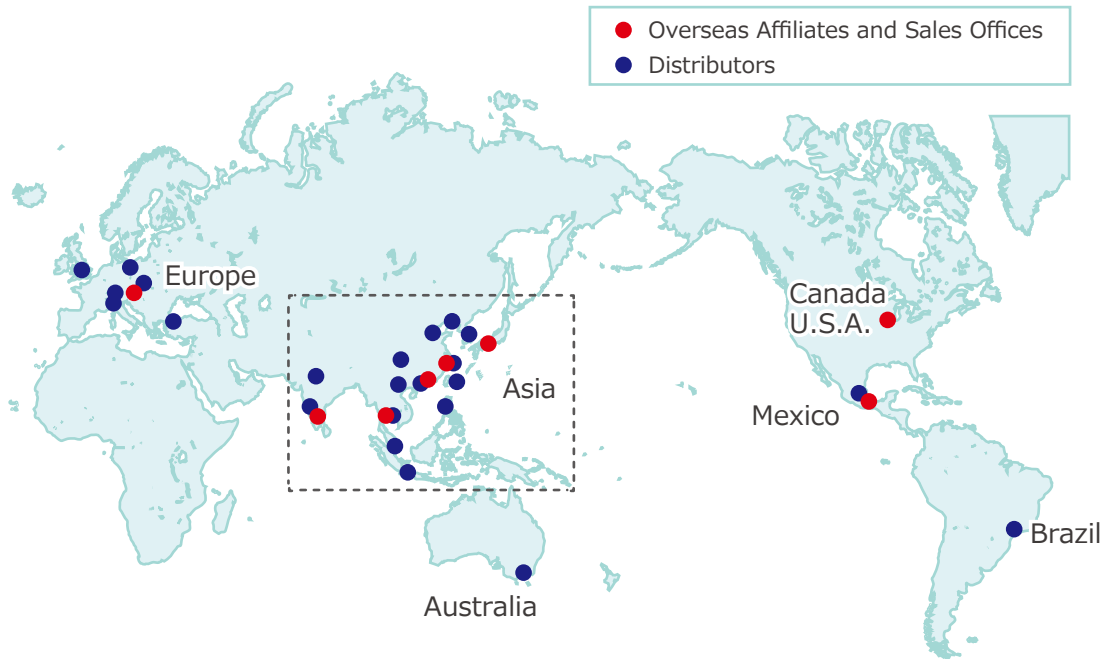 Overseas Affiliates and Sales Offices
Distributors
Europe
Canada
U.S.A.
Asia
Mexico
Brazil
Australia